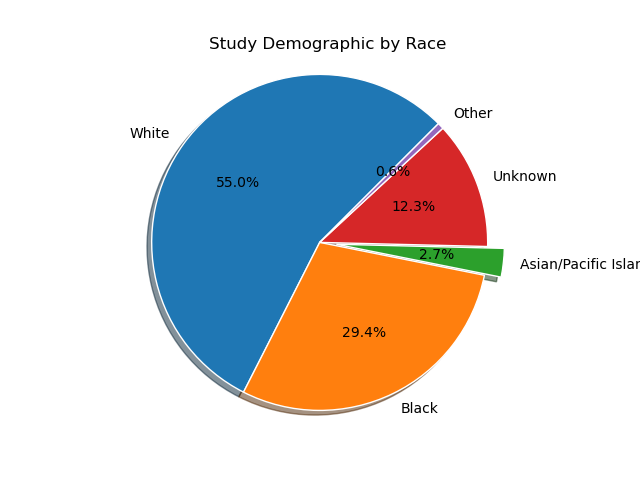 Study Demographic by Race
Other
White
0.6%
Unknown
55.0%
12.3%
2.7%
Asian/Pacific
29.4%
Black